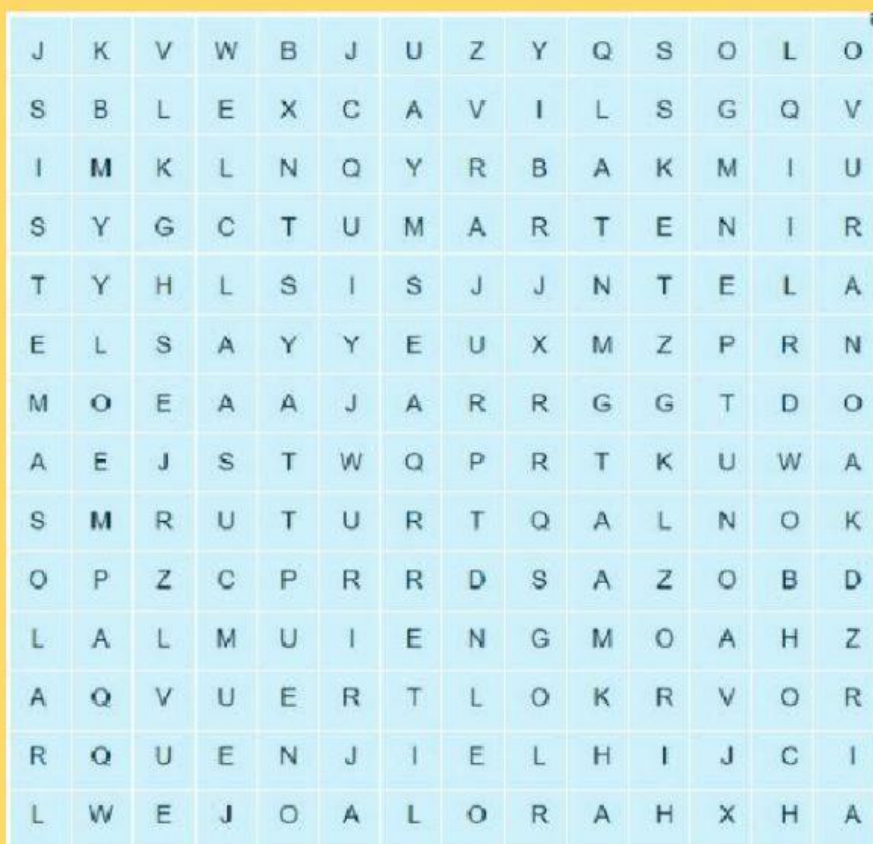 J K V W B J U Z Y Q S O L O
S B L E X C A V I L S G Q V
I M K L N Q Y R B A K M I U
S Y G C T U M A R T E N I R
T Y H L S I S J J N T E L A
E L S A Y Y E U X M Z P R N
M O E A A J A R R G G T D O
A E J S T W Q P R T K U W A
S M R U T U R T Q A L N O K
O P Z C P R R D S A Z O B D
L A L M U I E N G M O A H Z
A Q V U E R T L O K R V O R
R Q U E N J I E L H I J C I
L W E J O A L O R A H X H A